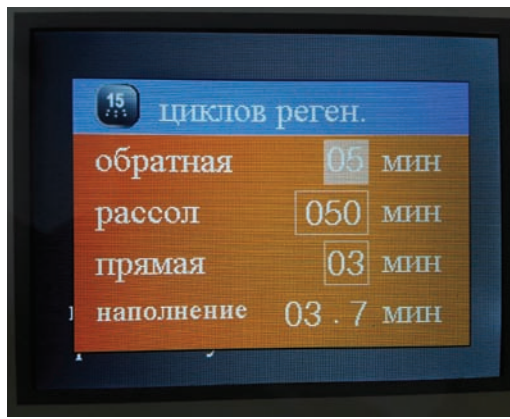 15 циклов реген.
обратная 05 мин
рассол 050 мин
прямая 03 мин
наполнение 03.7 мин